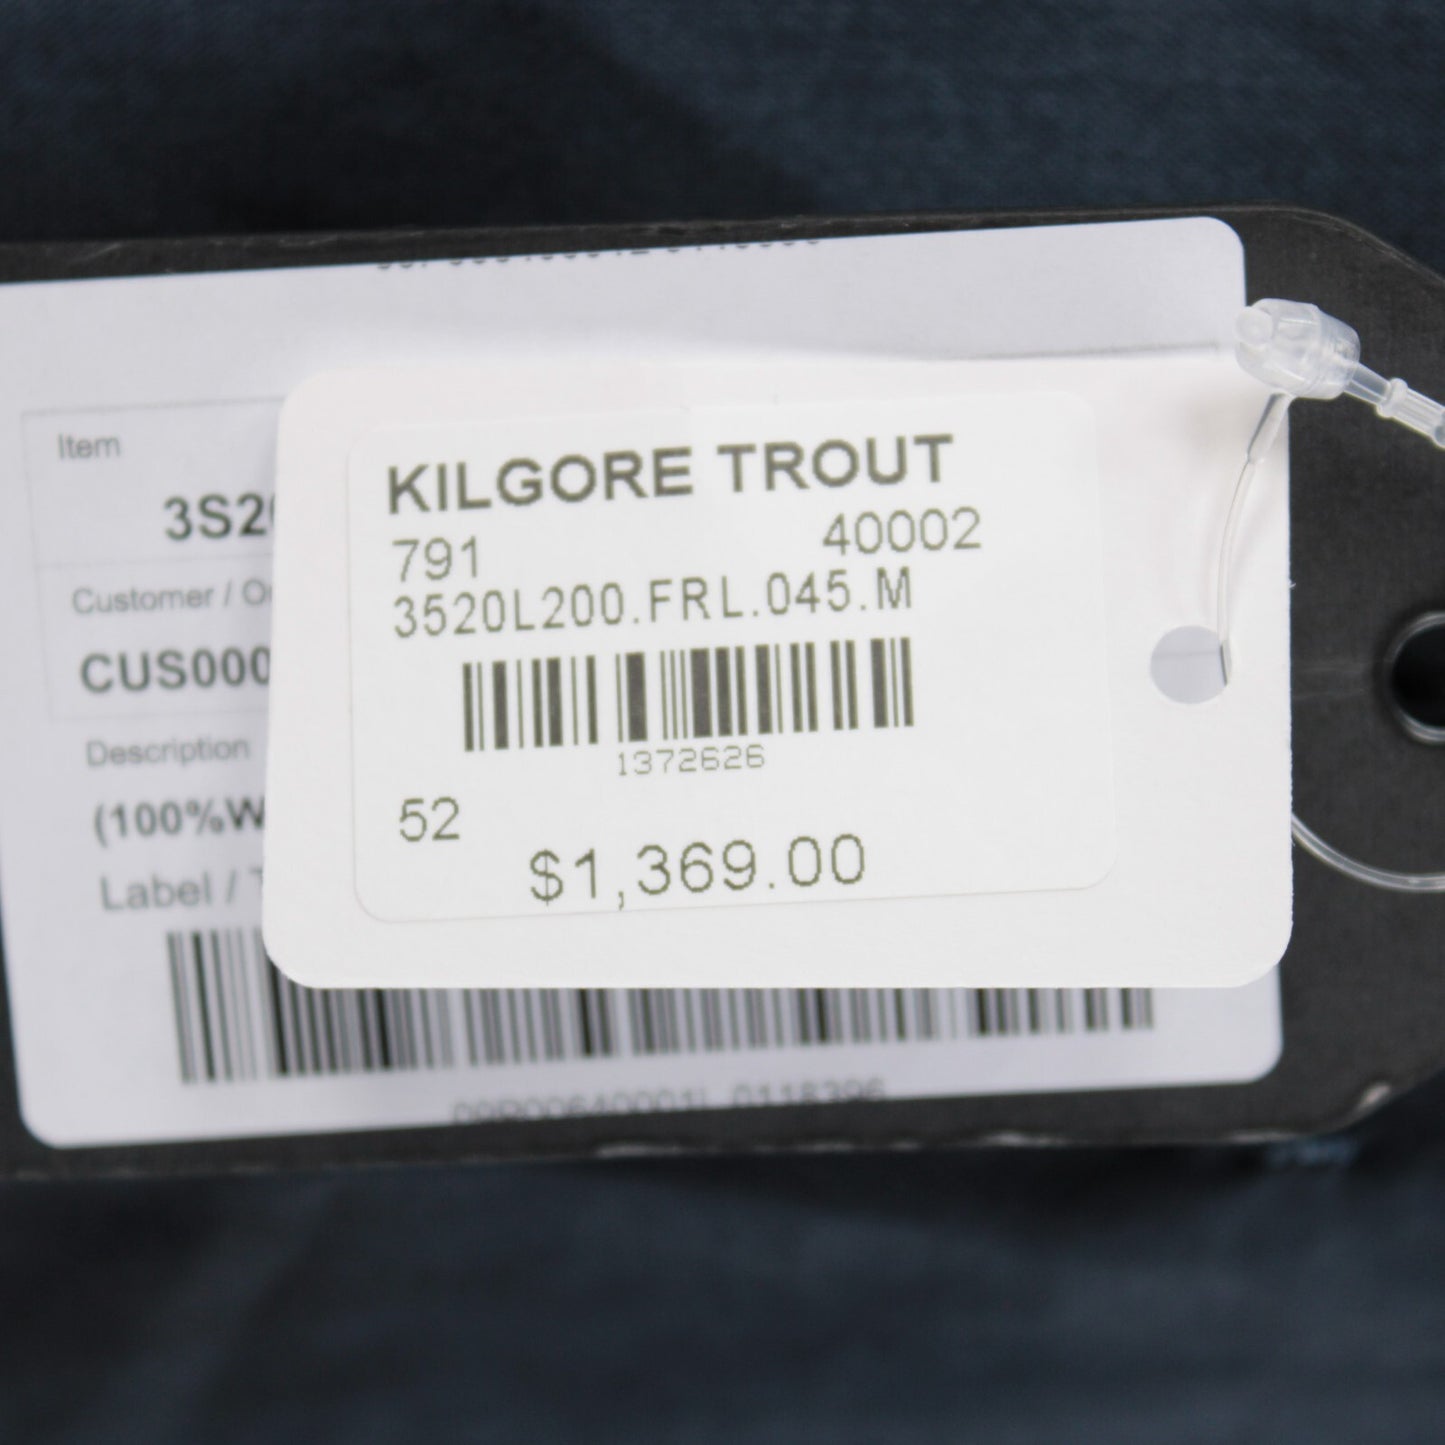 Item
3S20
Customer / Or
CUS000
Description
(100%W
Label / T
KILGORE TROUT
791 40002
3520L200.FRL.045.M
1372626
52
$1,369.00